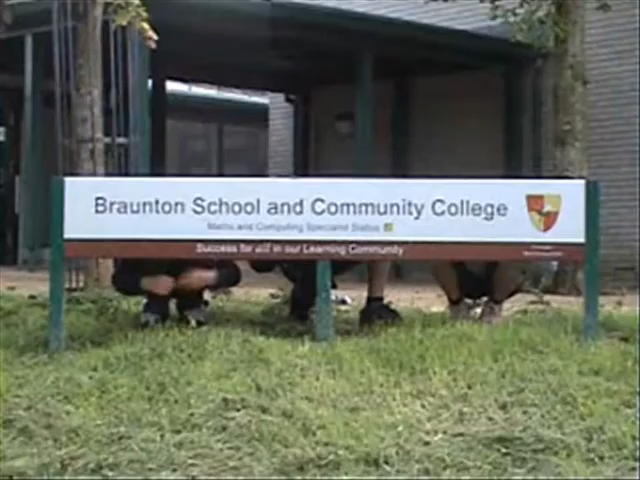 Braunton School and Community College
Maths and Computing Specialist Status
Success for all in our Learning Community